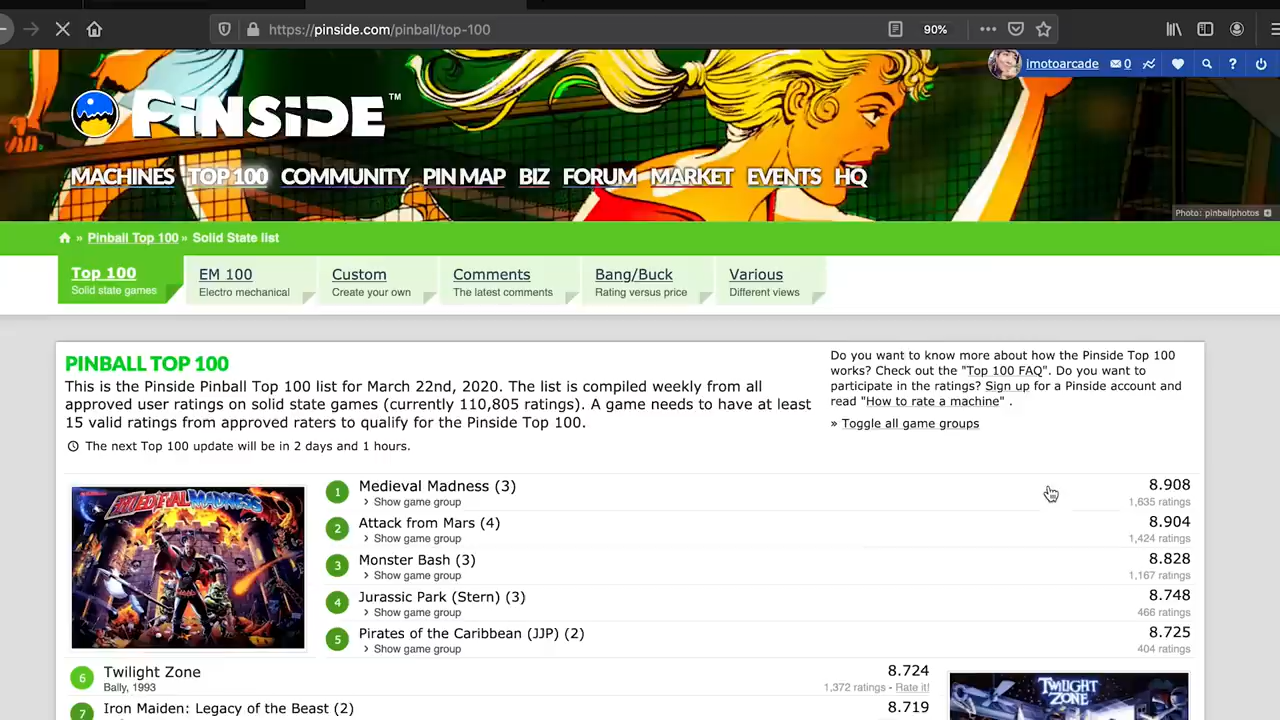 https://pinside.com/pinball/top-100
90%
lmotoarcade
0
PINSIDE™
MACHINES TOP 100 COMMUNITY PIN MAP BIZ FORUM MARKET EVENTS HQ
Photo: pinballphotos
» Pinball Top 100 » Solid State list
Top 100
Solid state games
EM 100
Electro mechanical
Custom
Create your own
Comments
The latest comments
Bang/Buck
Rating versus price
Various
Different views
PINBALL TOP 100
This is the Pinside Pinball Top 100 list for March 22nd, 2020. The list is compiled weekly from all
approved user ratings on solid state games (currently 110,805 ratings). A game needs to have at least
15 valid ratings from approved raters to qualify for the Pinside Top 100.
The next Top 100 update will be in 2 days and 1 hours.
Do you want to know more about how the Pinside Top 100
works? Check out the "Top 100 FAQ". Do you want to
participate in the ratings? Sign up for a Pinside account and
read "How to rate a machine" .
» Toggle all game groups
MEDIEVAL MADNESS
1 Medieval Madness (3) 8.908
› Show game group 1,635 ratings
2 Attack from Mars (4) 8.904
› Show game group 1,424 ratings
3 Monster Bash (3) 8.828
› Show game group 1,167 ratings
4 Jurassic Park (Stern) (3) 8.748
› Show game group 466 ratings
5 Pirates of the Caribbean (JJP) (2) 8.725
› Show game group 404 ratings
6 Twilight Zone 8.724
Bally, 1993 1,372 ratings - Rate it!
7 Iron Maiden: Legacy of the Beast (2) 8.719
TWILIGHT
ZONE